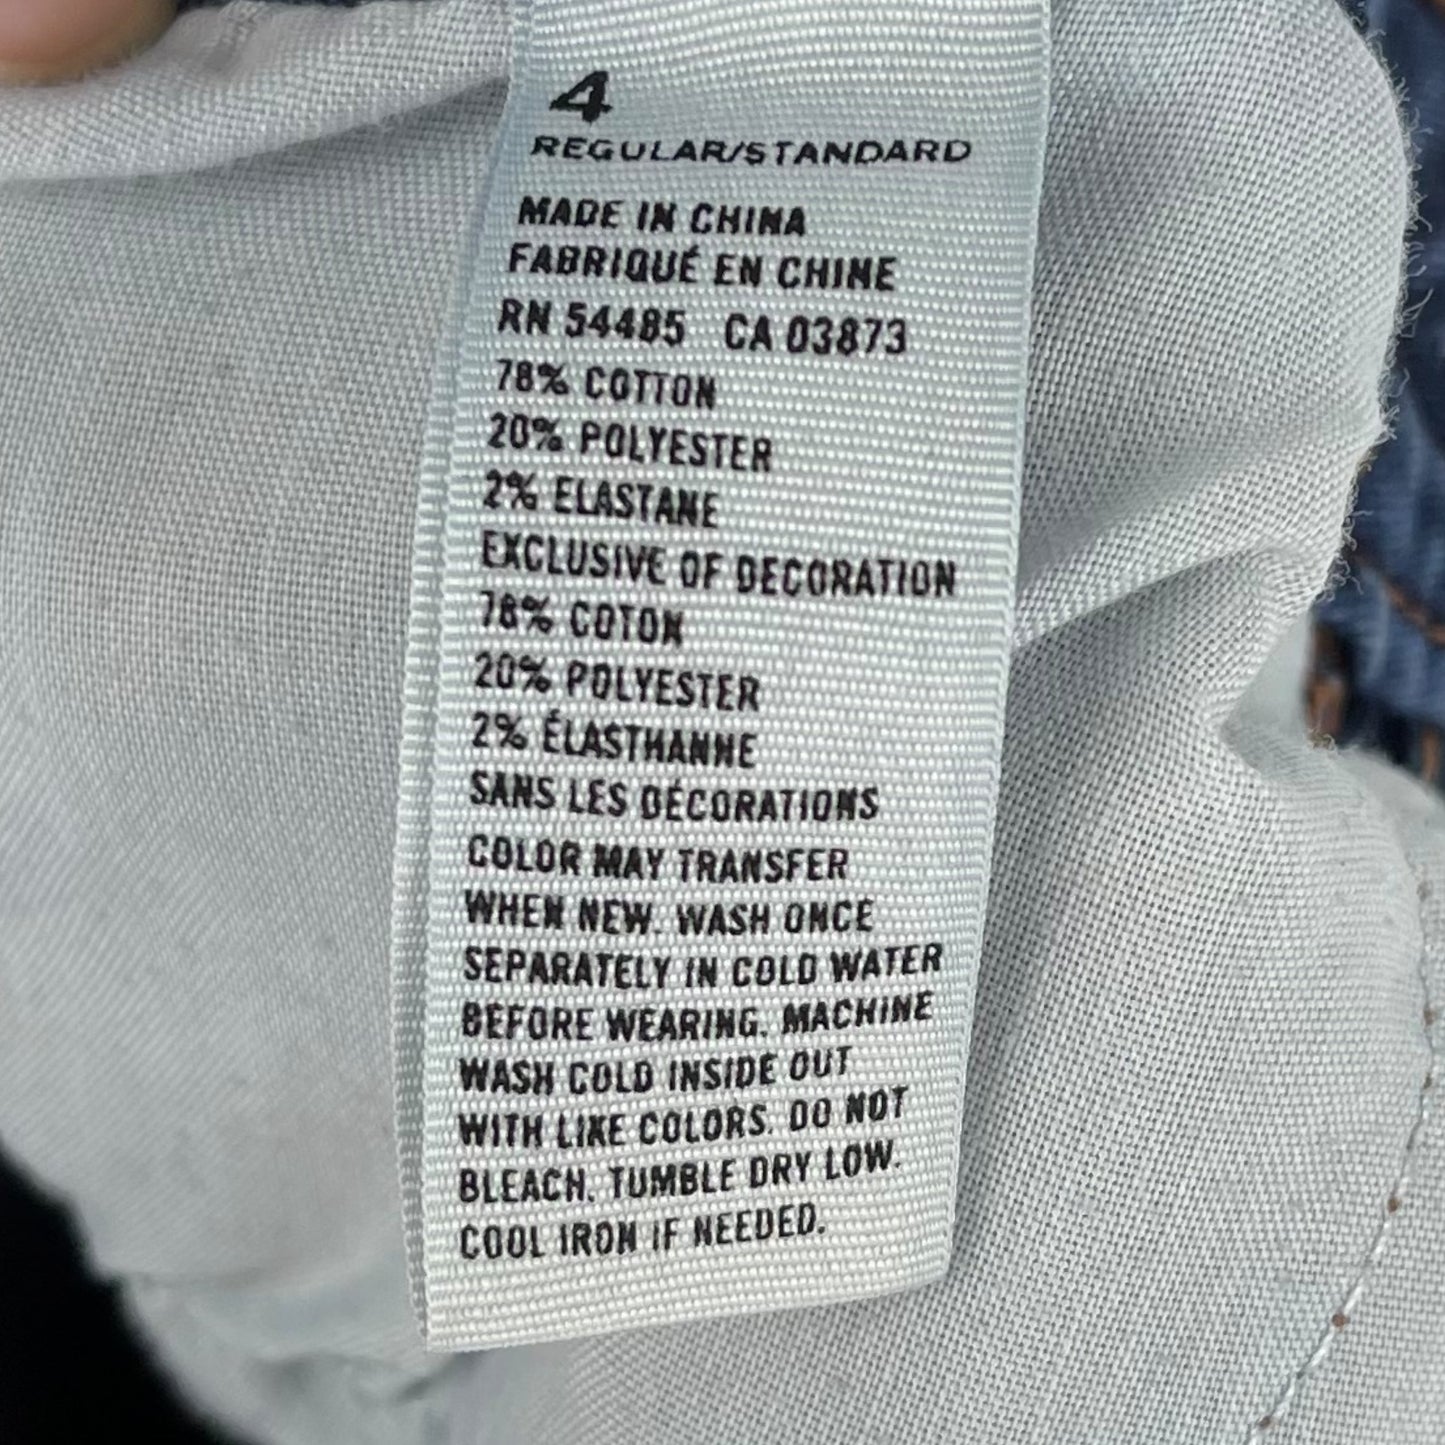 4
REGULAR/STANDARD
MADE IN CHINA
FABRIQUÉ EN CHINE
RN 54485 CA 03873
78% COTTON
20% POLYESTER
2% ELASTANE
EXCLUSIVE OF DECORATION
78% COTON
20% POLYESTER
2% ÉLASTHANNE
SANS LES DÉCORATIONS
COLOR MAY TRANSFER
WHEN NEW. WASH ONCE
SEPARATELY IN COLD WATER
BEFORE WEARING. MACHINE
WASH COLD INSIDE OUT
WITH LIKE COLORS. DO NOT
BLEACH. TUMBLE DRY LOW.
COOL IRON IF NEEDED.